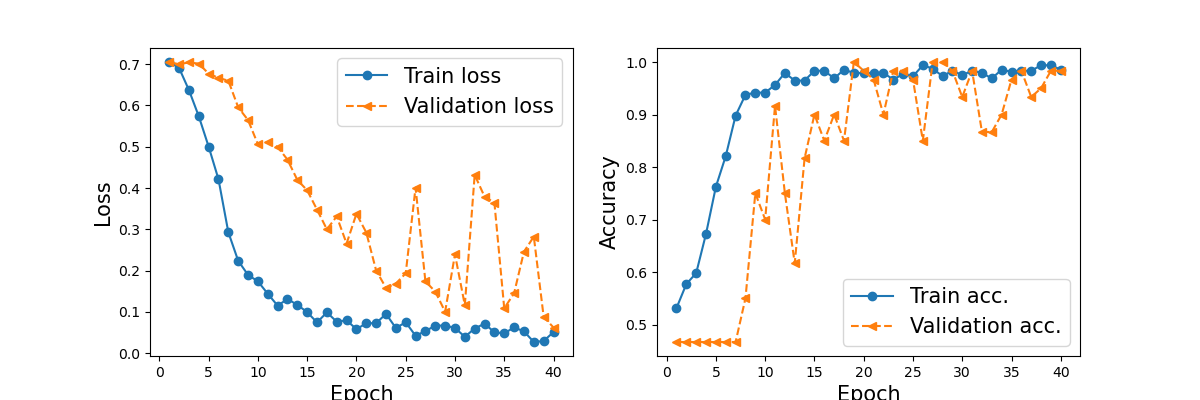 0.7
0.6
0.5
0.4
0.3
0.2
0.1
0.0
Loss
0 5 10 15 20 25 30 35 40
Epoch
Train loss
Validation loss
1.0
0.9
0.8
0.7
0.6
0.5
Accuracy
0 5 10 15 20 25 30 35 40
Epoch
Train acc.
Validation acc.